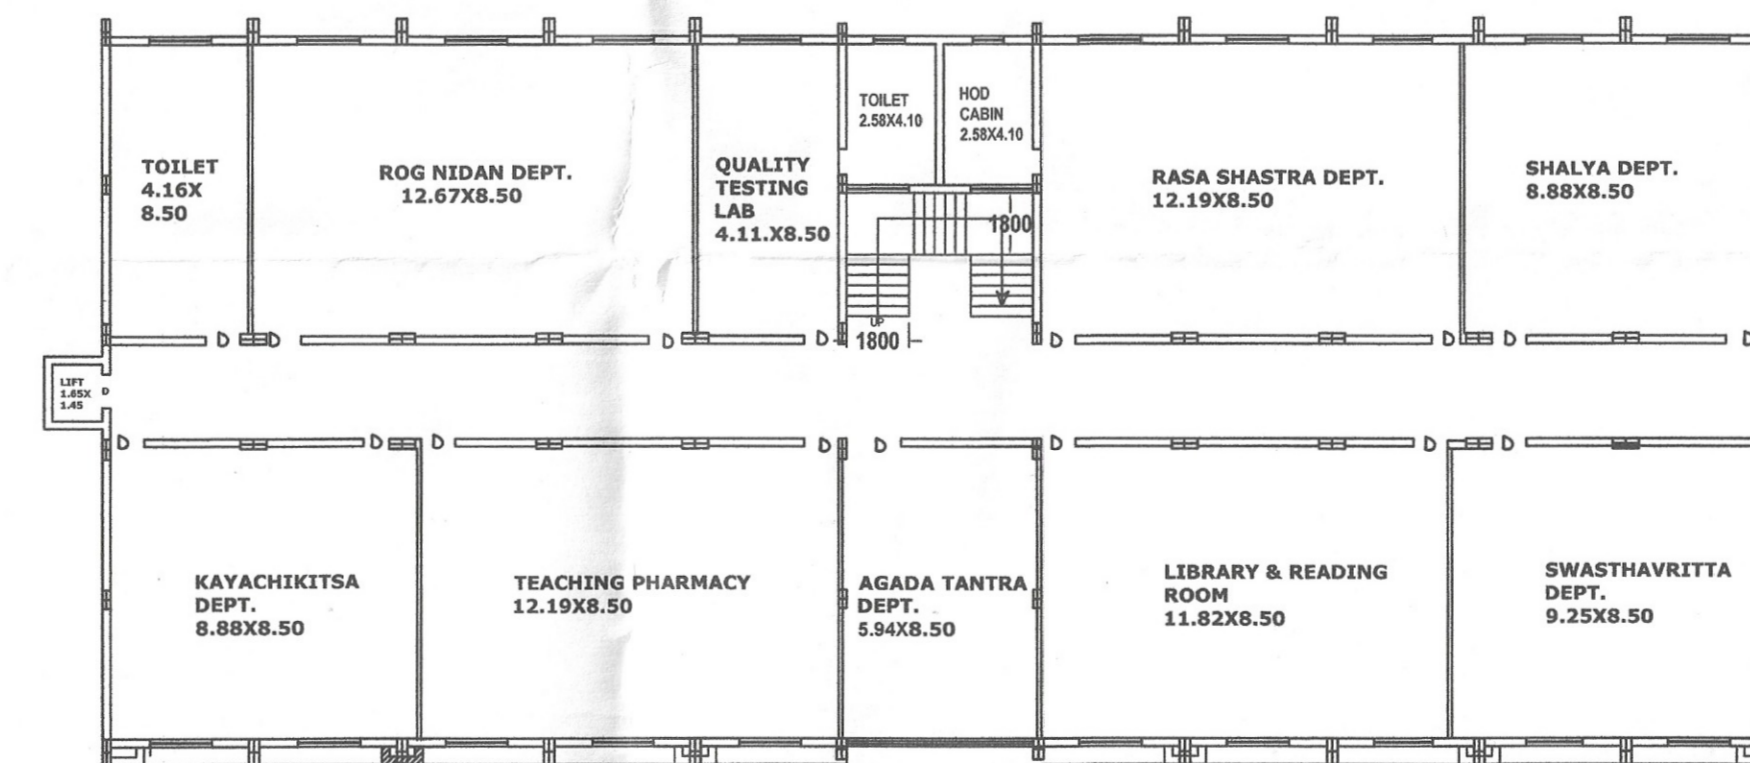 TOILET
4.16X
8.50
ROG NIDAN DEPT.
12.67X8.50
QUALITY
TESTING
LAB
4.11.X8.50
TOILET
2.58X4.10
HOD
CABIN
2.58X4.10
RASA SHASTRA DEPT.
12.19X8.50
SHALYA DEPT.
8.88X8.50
1800
UP
1800
D
D
D
D
D
D
D
D
LIFT
1.65X
1.45
D
D
D
D
D
D
D
D
D
KAYACHIKITSA
DEPT.
8.88X8.50
TEACHING PHARMACY
12.19X8.50
AGADA TANTRA
DEPT.
5.94X8.50
LIBRARY & READING
ROOM
11.82X8.50
SWASTHAVRITTA
DEPT.
9.25X8.50